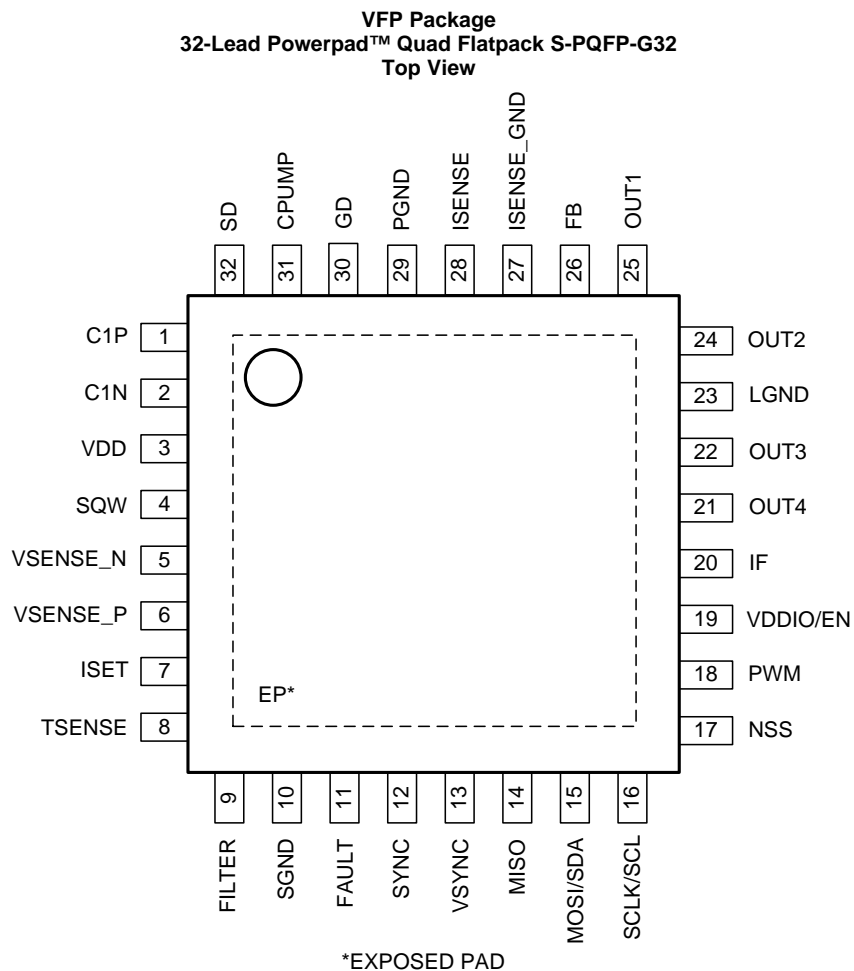 VFP Package
32-Lead Powerpad™ Quad Flatpack S-PQFP-G32
Top View
SD
CPUMP
GD
PGND
ISENSE
ISENSE_GND
FB
OUT1
32
31
30
29
28
27
26
25
C1P 1
C1N 2
VDD 3
SQW 4
VSENSE_N 5
VSENSE_P 6
ISET 7
TSENSE 8
24 OUT2
23 LGND
22 OUT3
21 OUT4
20 IF
19 VDDIO/EN
18 PWM
17 NSS
EP*
9
10
11
12
13
14
15
16
FILTER
SGND
FAULT
SYNC
VSYNC
MISO
MOSI/SDA
SCLK/SCL
*EXPOSED PAD